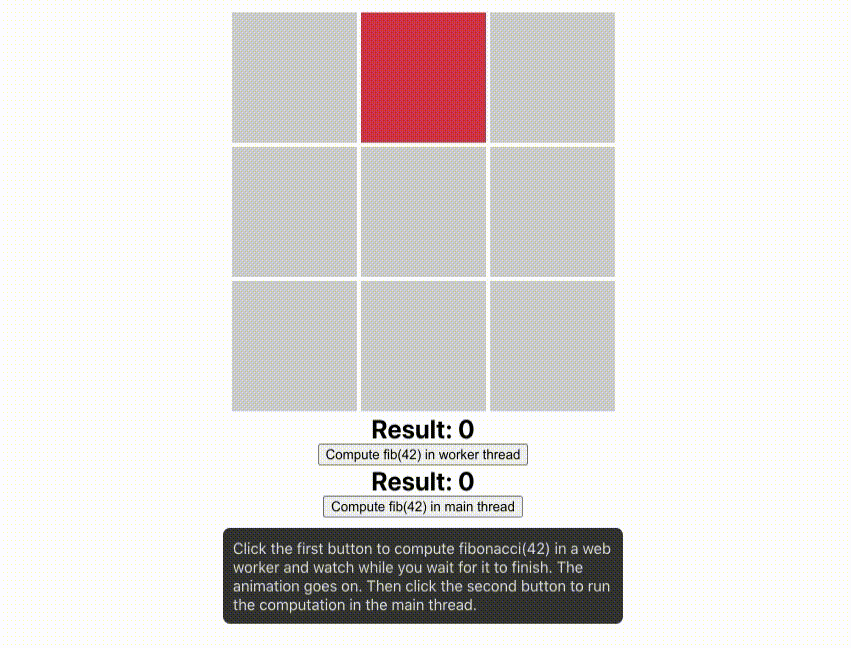 Result: 0
Compute fib(42) in worker thread
Result: 0
Compute fib(42) in main thread
Click the first button to compute fibonacci(42) in a web
worker and watch while you wait for it to finish. The
animation goes on. Then click the second button to run
the computation in the main thread.